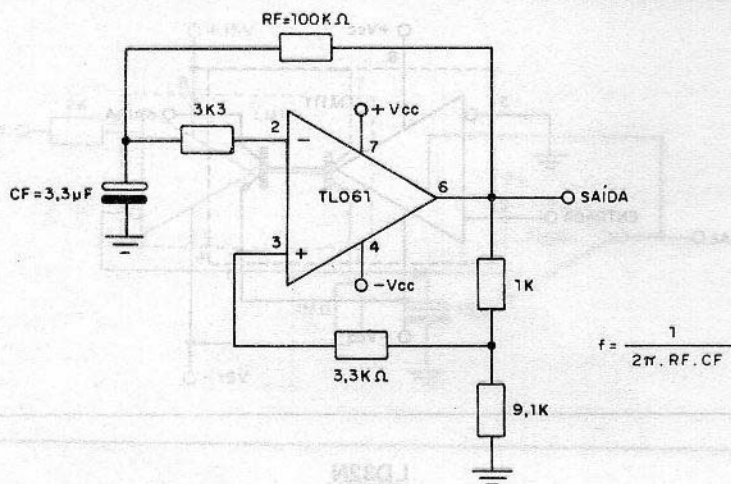 RF=100KΩ
3K3
+Vcc
2
−
7
CF=3,3µF
TL061
6
SAÍDA
3
+
4
−Vcc
1K
3,3KΩ
f = 1
2π.RF.CF
9,1K
LD32N